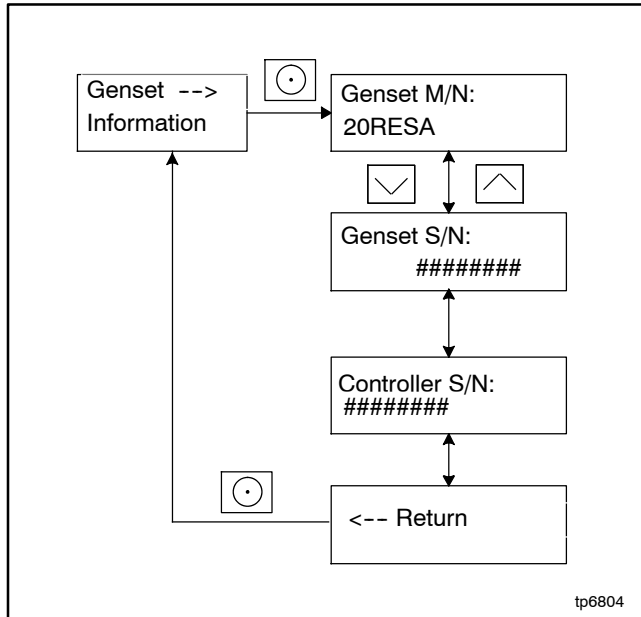 Genset -->
Information
Genset M/N:
20RESA
Genset S/N:
########
Controller S/N:
########
<-- Return
tp6804